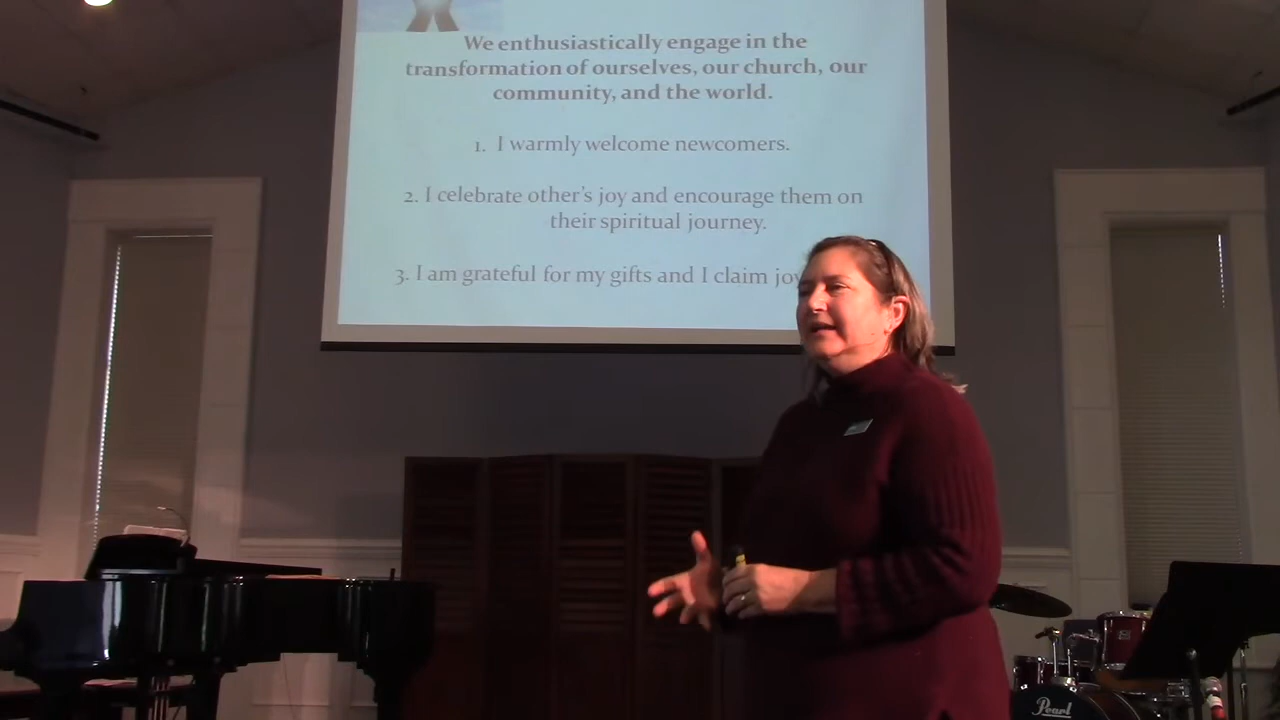 We enthusiastically engage in the
transformation of ourselves, our church, our
community, and the world.
1. I warmly welcome newcomers.
2. I celebrate other's joy and encourage them on
their spiritual journey.
3. I am grateful for my gifts and I claim
Pearl